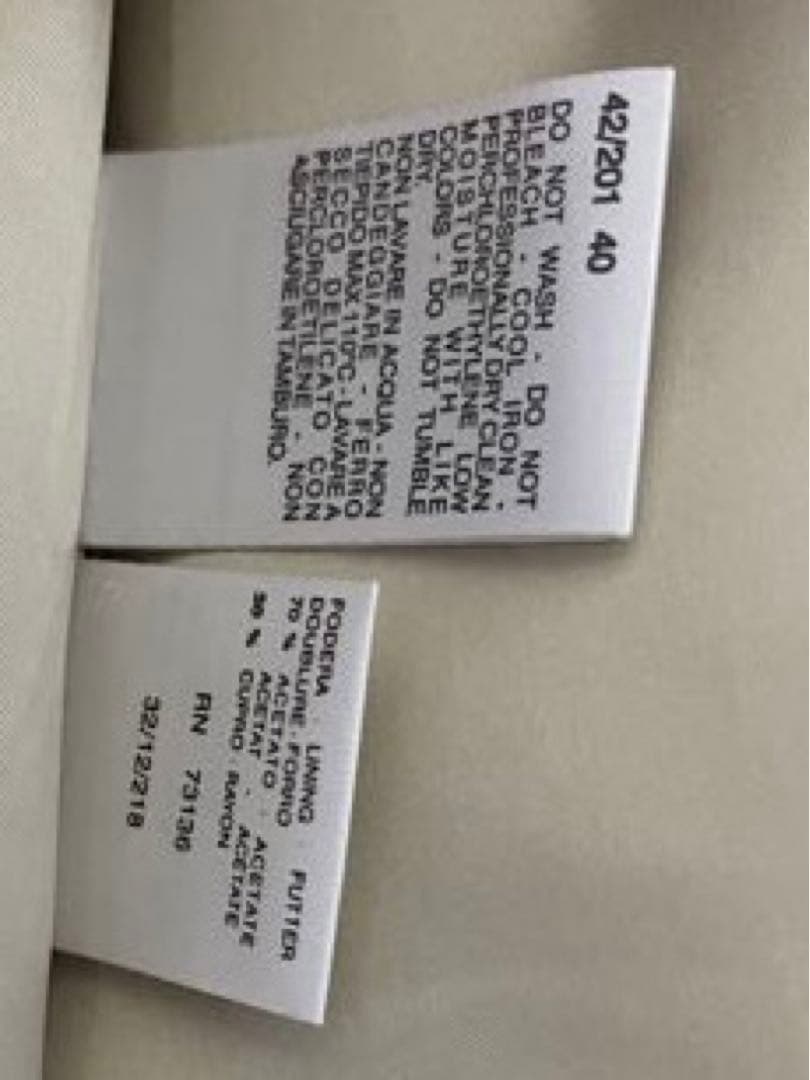 42/201 40
DO NOT WASH - DO NOT
BLEACH - COOL IRON -
PROFESSIONALLY DRY CLEAN
PERCHLOROETHYLENE LOW
MOISTURE WITH LIKE
COLORS - DO NOT TUMBLE
DRY.
NON LAVARE IN ACQUA - NON
CANDEGGIARE - FERRO
TIEPIDO MAX 110°C - LAVARE A
SECCO DELICATO CON
PERCLOROETILENE - NON
ASCIUGARE IN TAMBURO.
FODERA - LINING - FUTTER
DOUBLURE - FORRO
70 % ACETATO - ACETATE
ACETAT - ACETATE
30 % CUPRO - RAYON
RN 73136
32/12/218